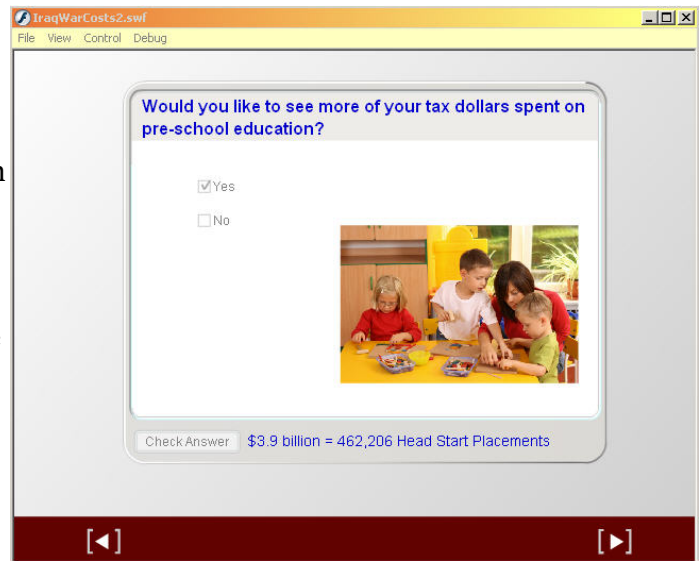 IraqWarCosts2.swf
File View Control Debug
Would you like to see more of your tax dollars spent on
pre-school education?
Yes
No
Check Answer $3.9 billion = 462,206 Head Start Placements